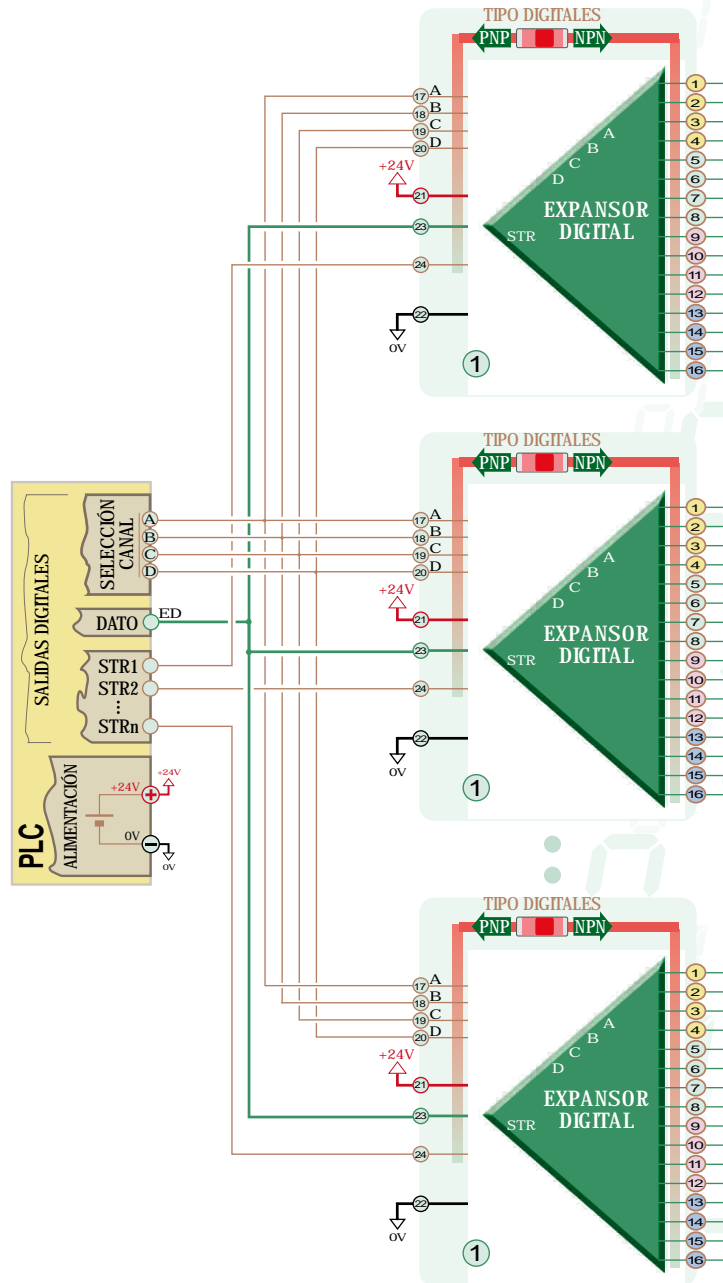 TIPO DIGITALES
PNP NPN
17 A
18 B
19 C
20 D
+24V
21
23
24
22
0V
A
B
C
D
STR
EXPANSOR
DIGITAL
1
1
2
3
4
5
6
7
8
9
10
11
12
13
14
15
16
PLC
SALIDAS DIGITALES
SELECCIÓN
CANAL
A
B
C
D
DATO
ED
STR1
STR2
...
STRn
ALIMENTACIÓN
+24V
+24V
0V
0V
TIPO DIGITALES
PNP NPN
17 A
18 B
19 C
20 D
+24V
21
23
24
22
0V
A
B
C
D
STR
EXPANSOR
DIGITAL
1
1
2
3
4
5
6
7
8
9
10
11
12
13
14
15
16
TIPO DIGITALES
PNP NPN
17 A
18 B
19 C
20 D
+24V
21
23
24
22
0V
A
B
C
D
STR
EXPANSOR
DIGITAL
1
1
2
3
4
5
6
7
8
9
10
11
12
13
14
15
16